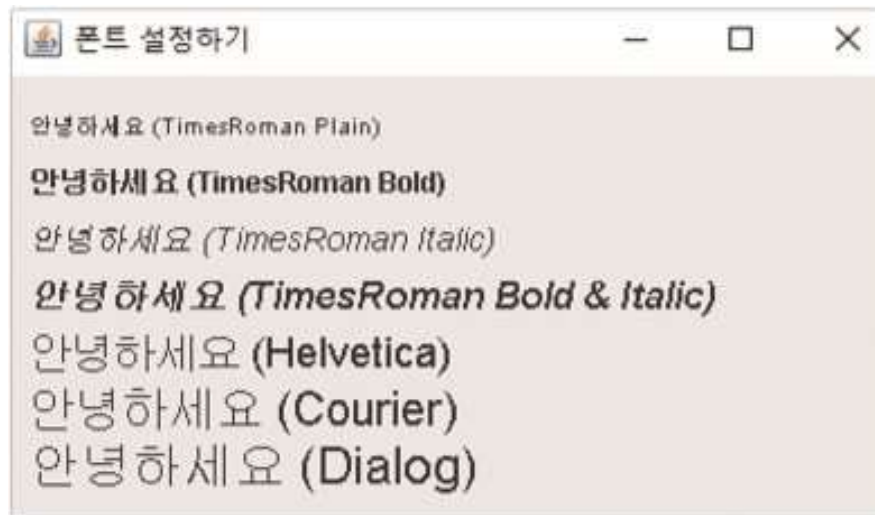 폰트 설정하기
안녕하세요 (TimesRoman Plain)
안녕하세요 (TimesRoman Bold)
안녕하세요 (TimesRoman Italic)
안녕하세요 (TimesRoman Bold & Italic)
안녕하세요 (Helvetica)
안녕하세요 (Courier)
안녕하세요 (Dialog)